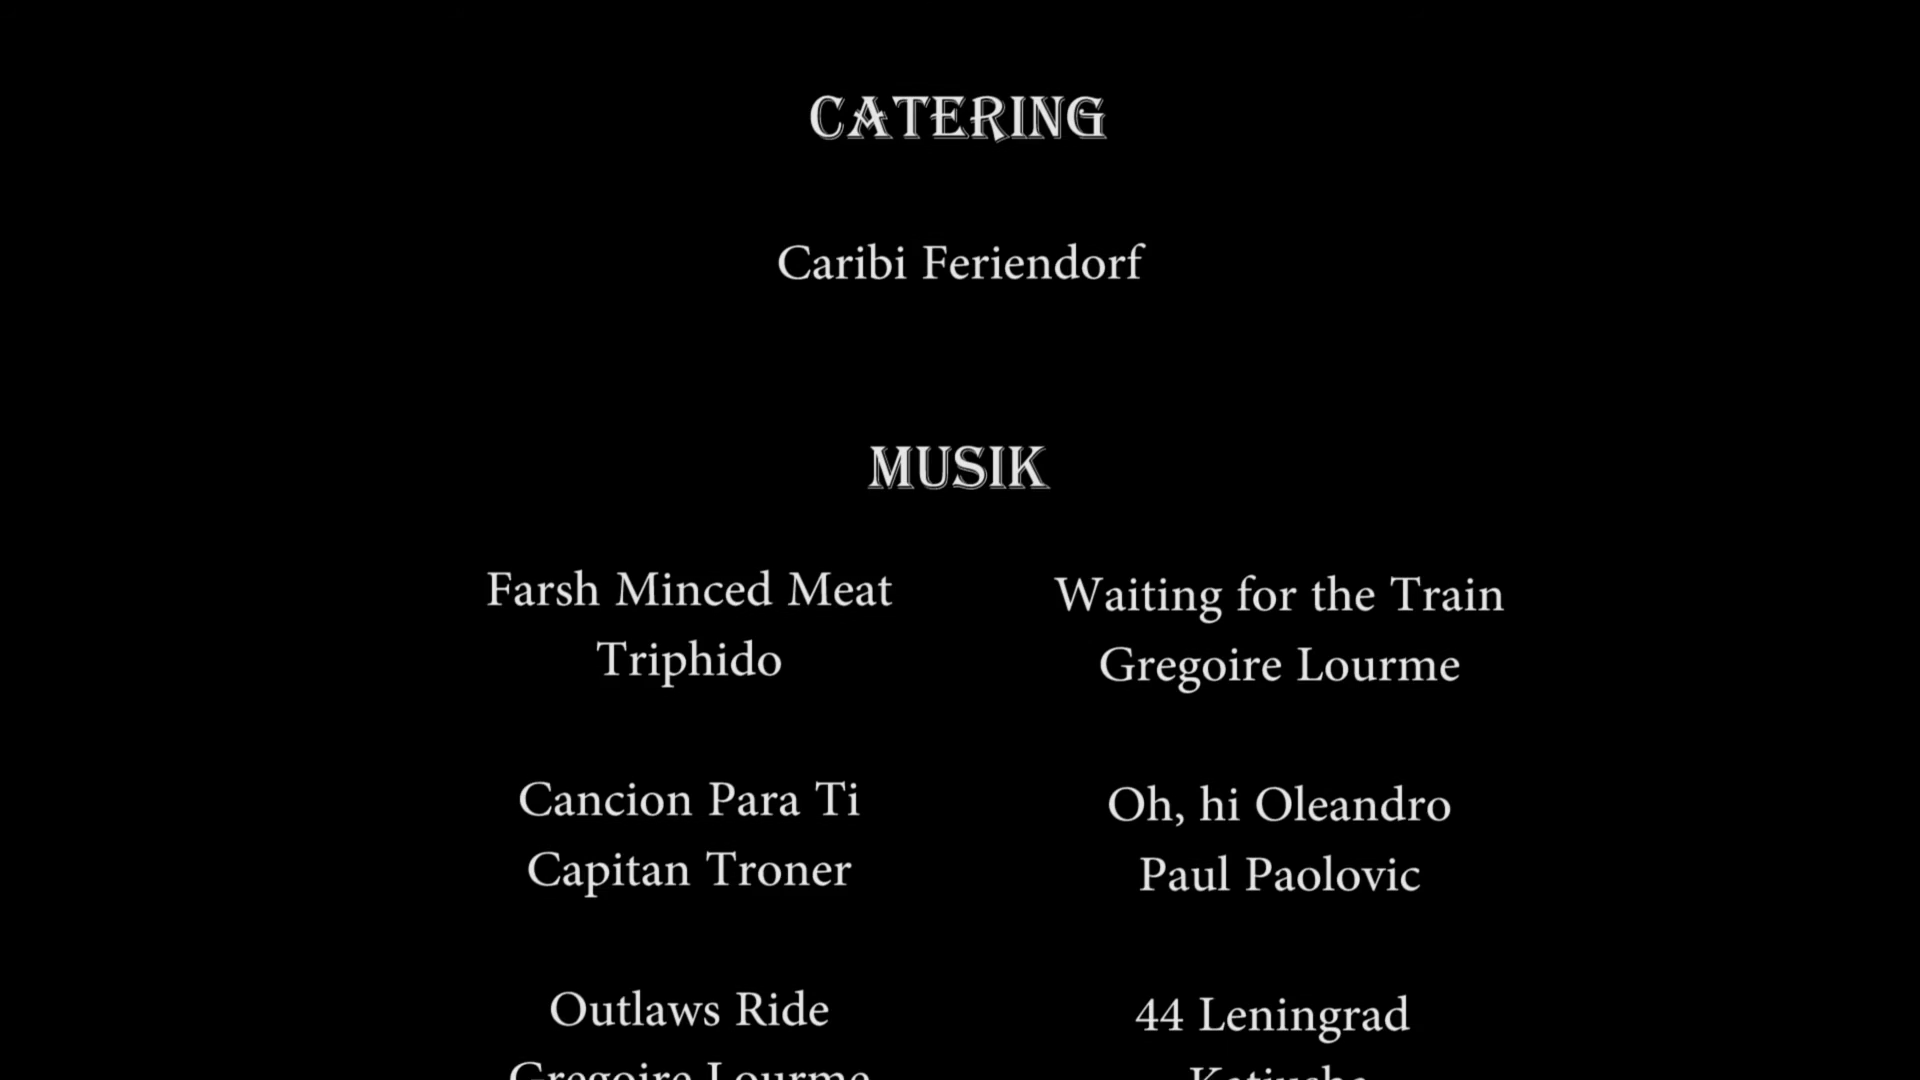 CATERING
Caribi Feriendorf
MUSIK
Farsh Minced Meat
Triphido
Cancion Para Ti
Capitan Troner
Outlaws Ride
Gregoire Lourme
Waiting for the Train
Gregoire Lourme
Oh, hi Oleandro
Paul Paolovic
44 Leningrad